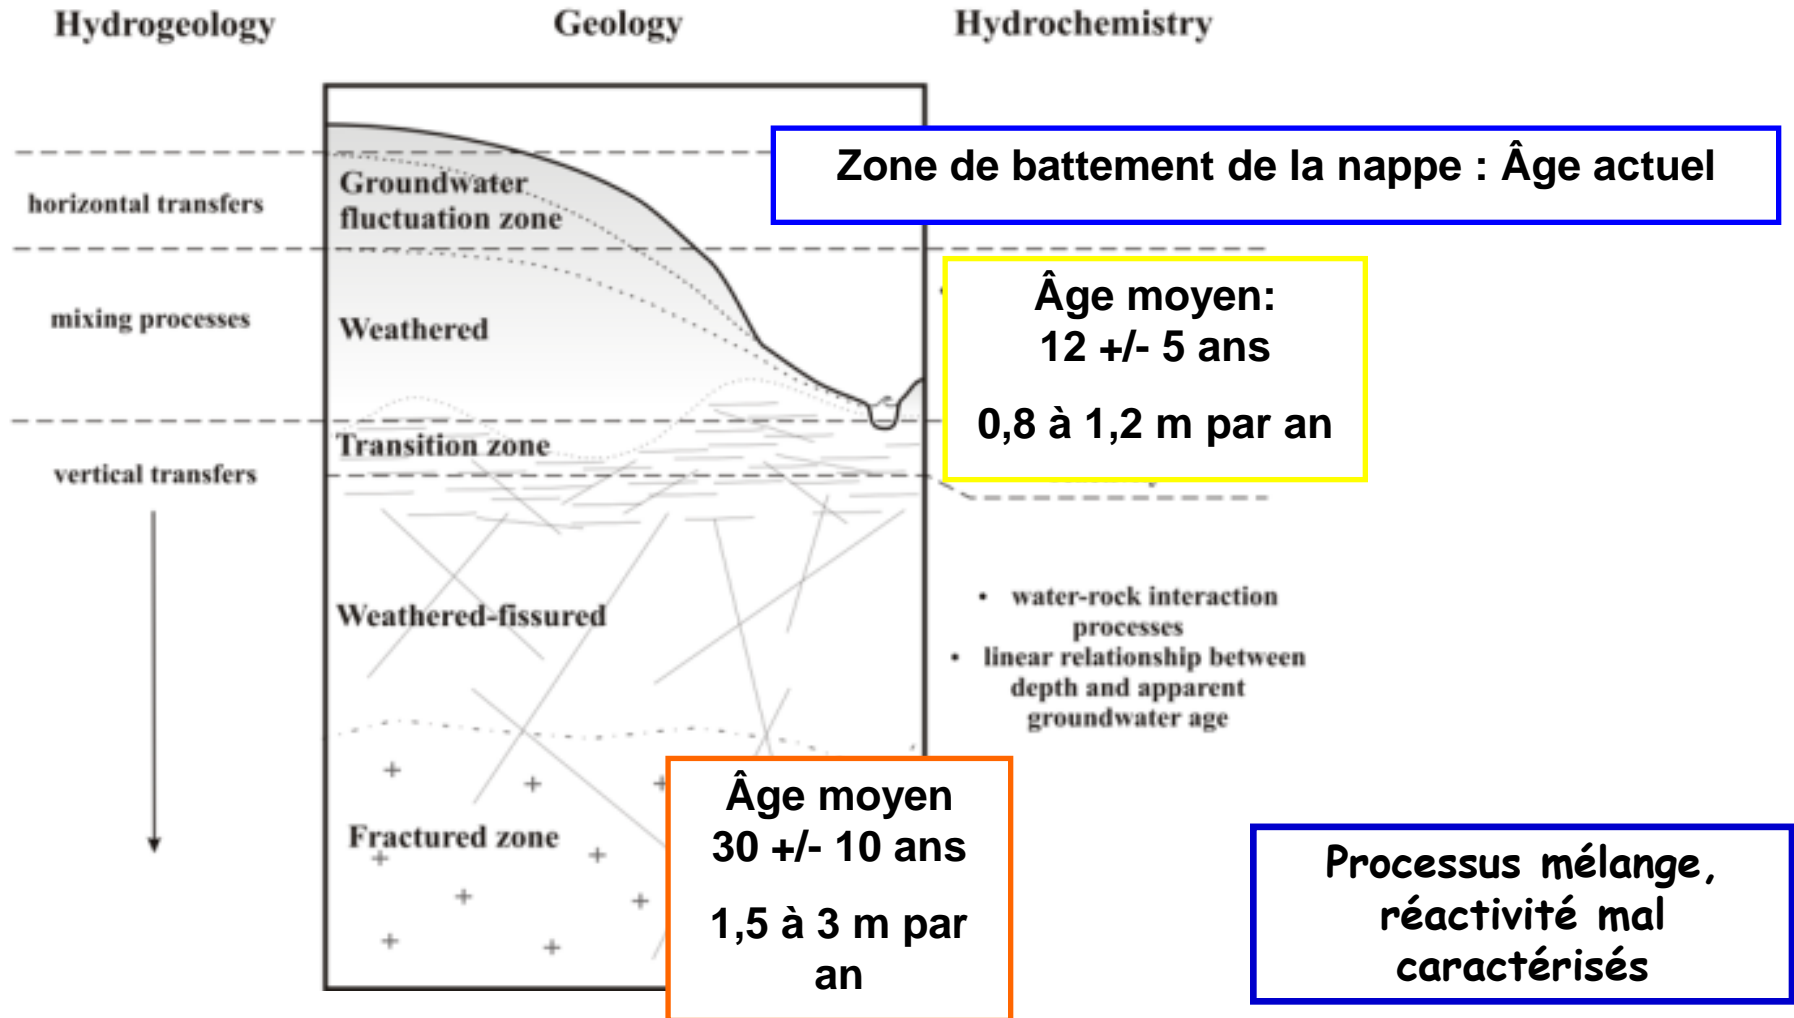 Hydrogeology
Geology
Hydrochemistry
Zone de battement de la nappe : Âge actuel
horizontal transfers
Groundwater
fluctuation zone
mixing processes
Weathered
Âge moyen:
12 +/- 5 ans
0,8 à 1,2 m par an
Transition zone
vertical transfers
Weathered-fissured
• water-rock interaction
processes
• linear relationship between
depth and apparent
groundwater age
Fractured zone
Âge moyen
30 +/- 10 ans
1,5 à 3 m par
an
Processus mélange,
réactivité mal
caractérisés